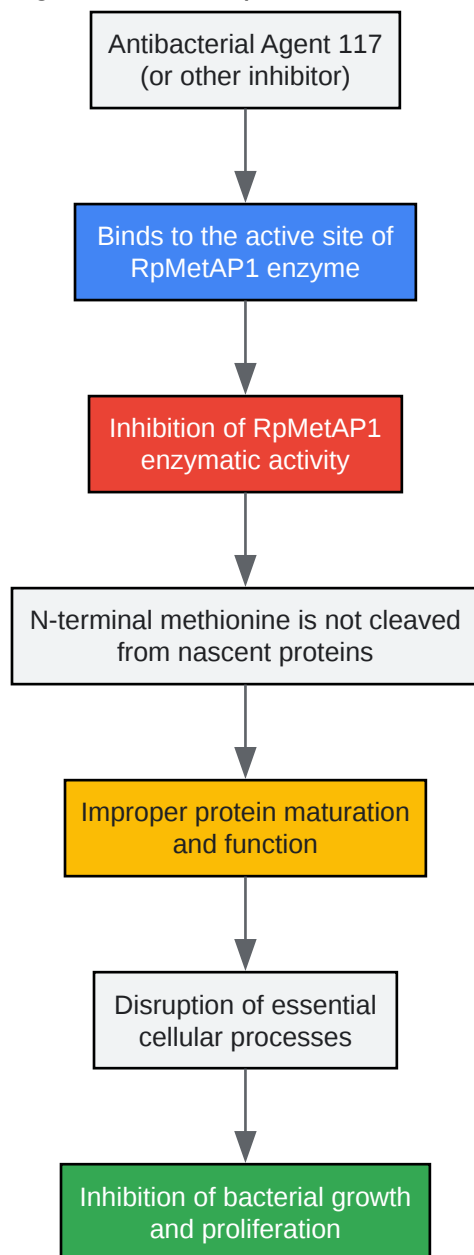 Antibacterial Agent 117
(or other inhibitor)
Binds to the active site of
RpMetAP1 enzyme
Inhibition of RpMetAP1
enzymatic activity
N-terminal methionine is not cleaved
from nascent proteins
Improper protein maturation
and function
Disruption of essential
cellular processes
Inhibition of bacterial growth
and proliferation